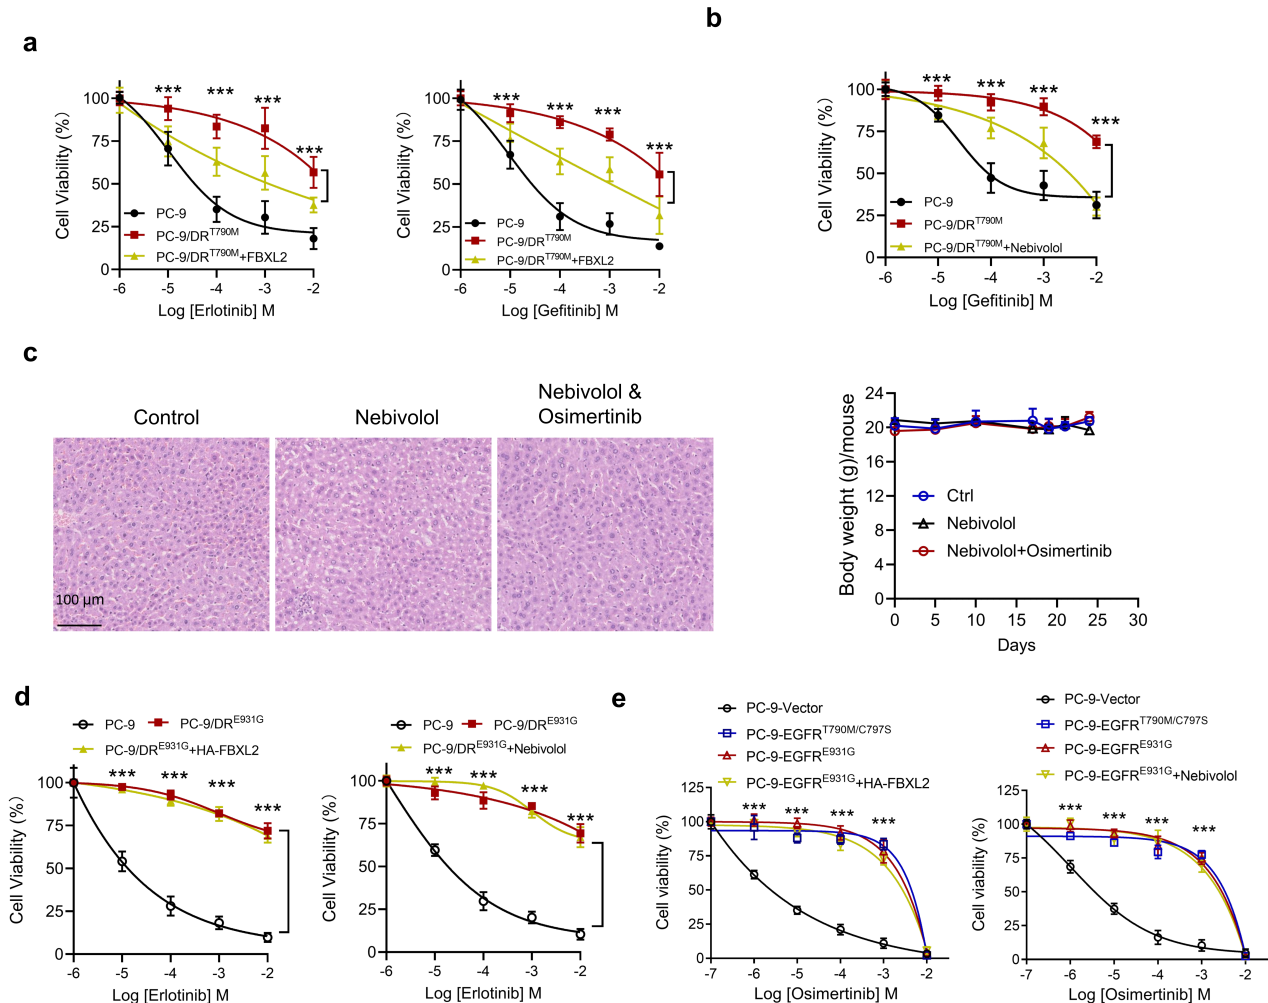 a
***
***
***
***
Cell Viability (%)
100
75
50
25
0
PC-9
PC-9/DR^T790M
PC-9/DR^T790M+FBXL2
-6 -5 -4 -3 -2
Log [Erlotinib] M
***
***
***
***
Cell Viability (%)
100
75
50
25
0
PC-9
PC-9/DR^T790M
PC-9/DR^T790M+FBXL2
-6 -5 -4 -3 -2
Log [Gefitinib] M
b
***
***
***
***
Cell Viability (%)
100
75
50
25
0
PC-9
PC-9/DR^T790M
PC-9/DR^T790M+Nebivolol
-6 -5 -4 -3 -2
Log [Gefitinib] M
c
Control
Nebivolol
Nebivolol &
Osimertinib
100 μm
Body weight (g)/mouse
24
20
16
12
8
4
0
Ctrl
Nebivolol
Nebivolol+Osimertinib
0 5 10 15 20 25 30
Days
d
PC-9 PC-9/DR^E931G
PC-9/DR^E931G+HA-FBXL2
***
***
***
***
Cell Viability (%)
100
75
50
25
0
-6 -5 -4 -3 -2
Log [Erlotinib] M
PC-9 PC-9/DR^E931G
PC-9/DR^E931G+Nebivolol
***
***
***
***
Cell Viability (%)
100
75
50
25
0
-6 -5 -4 -3 -2
Log [Erlotinib] M
e
PC-9-Vector
PC-9-EGFR^T790M/C797S
PC-9-EGFR^E931G
PC-9-EGFR^E931G+HA-FBXL2
***
***
***
***
Cell viability (%)
125
100
75
50
25
0
-7 -6 -5 -4 -3 -2
Log [Osimertinib] M
PC-9-Vector
PC-9-EGFR^T790M/C797S
PC-9-EGFR^E931G
PC-9-EGFR^E931G+Nebivolol
***
***
***
***
Cell viability (%)
125
100
75
50
25
0
-7 -6 -5 -4 -3 -2
Log [Osimertinib] M